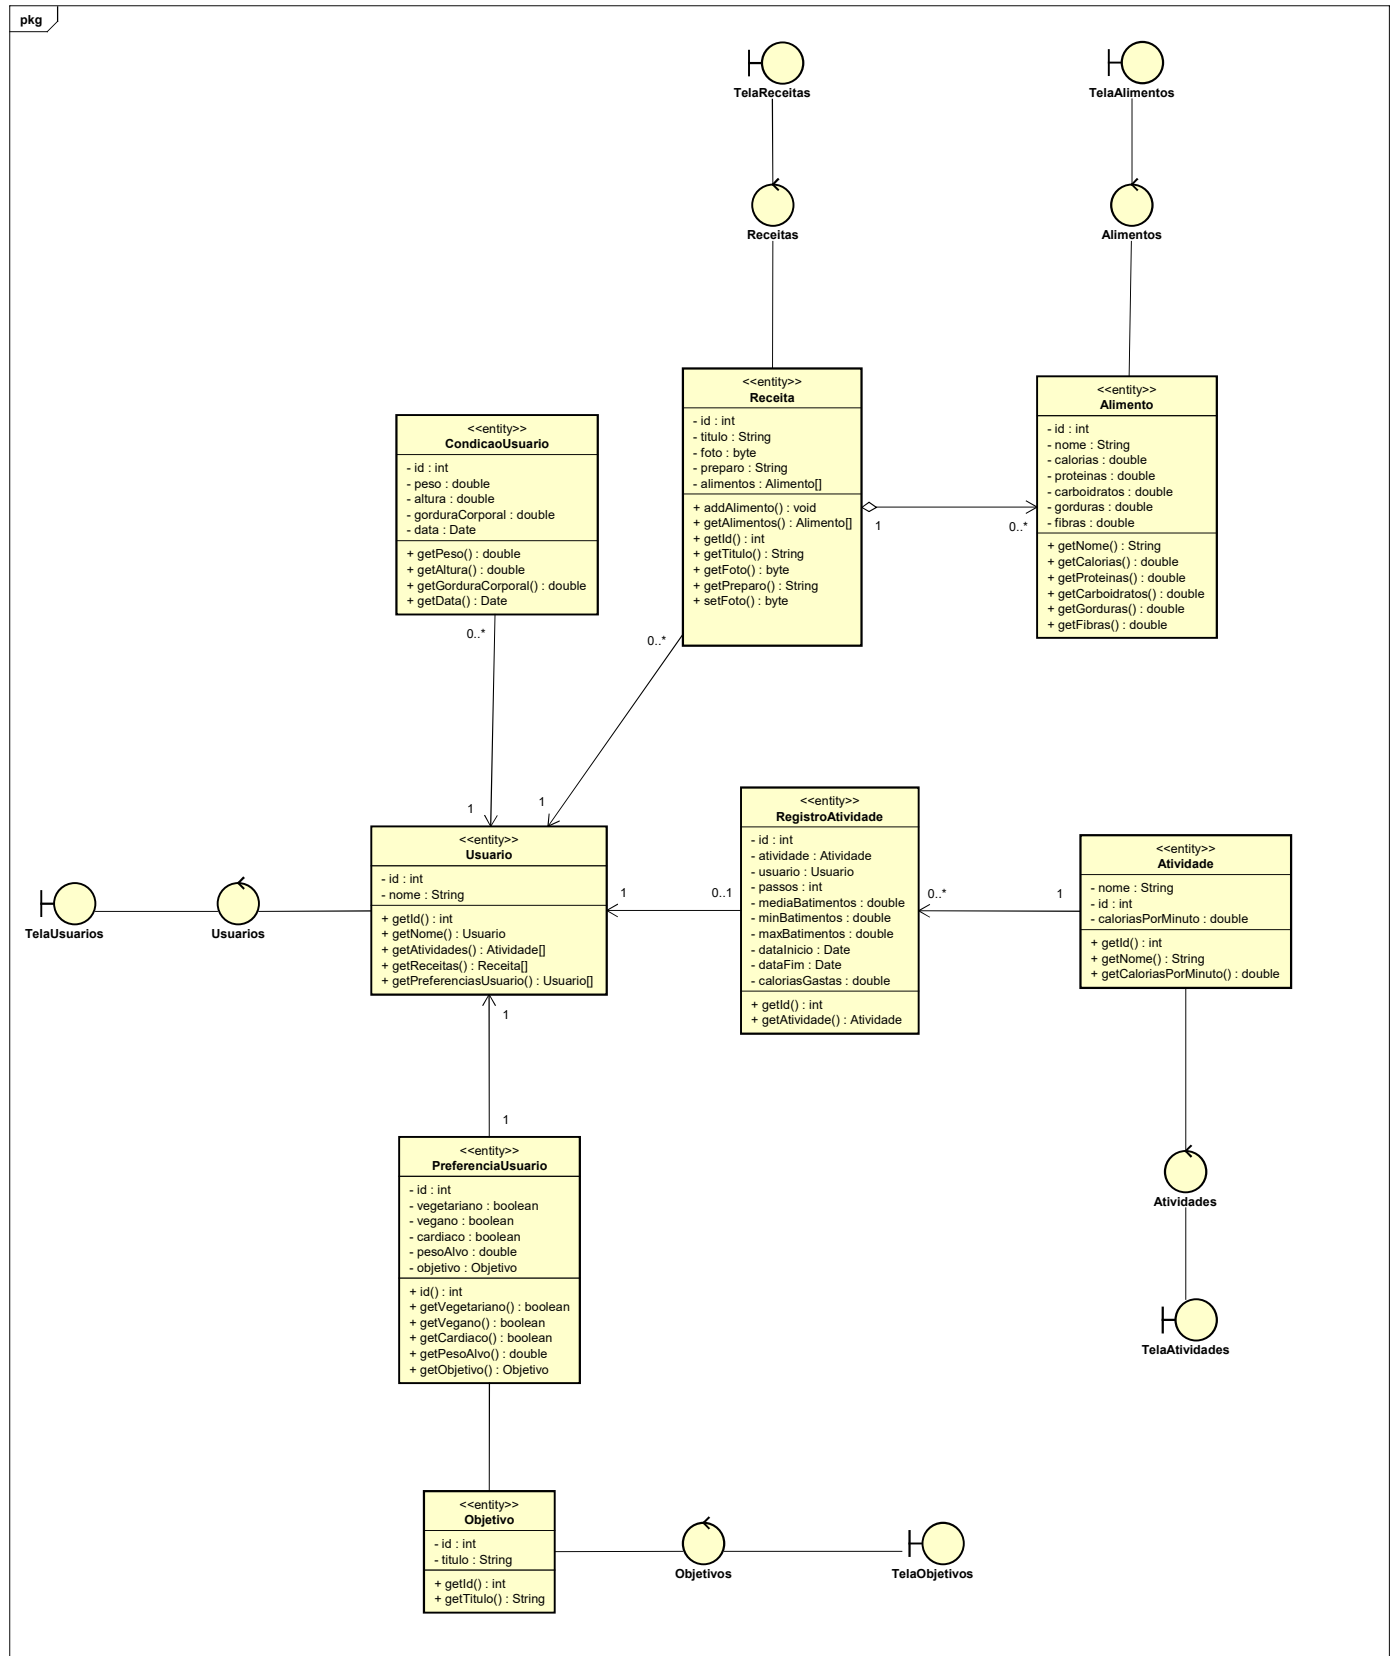 pkg
TelaReceitas
TelaAlimentos
Receitas
Alimentos
<<entity>>
Receita
- id : int
- titulo : String
- foto : byte
- preparo : String
- alimentos : Alimento[]
+ addAlimento() : void
+ getAlimentos() : Alimento[]
+ getId() : int
+ getTitulo() : String
+ getFoto() : byte
+ getPreparo() : String
+ setFoto() : byte
<<entity>>
Alimento
- id : int
- nome : String
- calorias : double
- proteinas : double
- carboidratos : double
- gorduras : double
- fibras : double
+ getNome() : String
+ getCalorias() : double
+ getProteinas() : double
+ getCarboidratos() : double
+ getGorduras() : double
+ getFibras() : double
1
0..*
<<entity>>
CondicaoUsuario
- id : int
- peso : double
- altura : double
- gorduraCorporal : double
- data : Date
+ getPeso() : double
+ getAltura() : double
+ getGorduraCorporal() : double
+ getData() : Date
0..*
0..*
1
1
<<entity>>
Usuario
- id : int
- nome : String
+ getId() : int
+ getNome() : Usuario
+ getAtividades() : Atividade[]
+ getReceitas() : Receita[]
+ getPreferenciasUsuario() : Usuario[]
TelaUsuarios
Usuarios
1
0..1
<<entity>>
RegistroAtividade
- id : int
- atividade : Atividade
- usuario : Usuario
- passos : int
- mediaBatimentos : double
- minBatimentos : double
- maxBatimentos : double
- dataInicio : Date
- dataFim : Date
- caloriasGastas : double
+ getId() : int
+ getAtividade() : Atividade
0..*
1
<<entity>>
Atividade
- nome : String
- id : int
- caloriasPorMinuto : double
+ getId() : int
+ getNome() : String
+ getCaloriasPorMinuto() : double
1
1
<<entity>>
PreferenciaUsuario
- id : int
- vegetariano : boolean
- vegano : boolean
- cardiaco : boolean
- pesoAlvo : double
- objetivo : Objetivo
+ id() : int
+ getVegetariano() : boolean
+ getVegano() : boolean
+ getCardiaco() : boolean
+ getPesoAlvo() : double
+ getObjetivo() : Objetivo
Atividades
TelaAtividades
<<entity>>
Objetivo
- id : int
- titulo : String
+ getId() : int
+ getTitulo() : String
Objetivos
TelaObjetivos